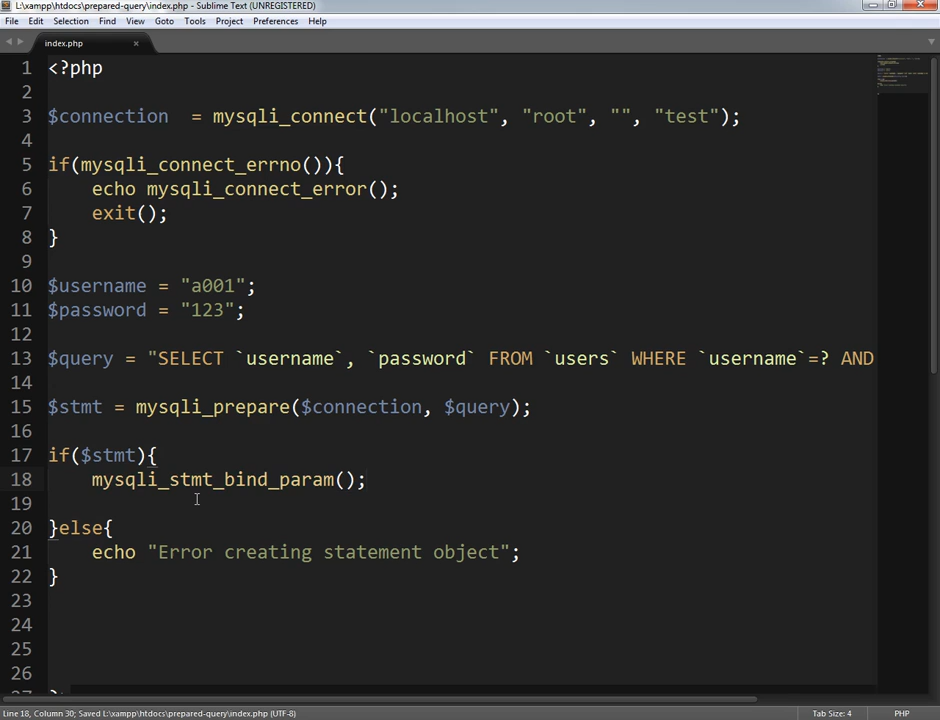 L:\xampp\htdocs\prepared-query\index.php - Sublime Text (UNREGISTERED)
File Edit Selection Find View Goto Tools Project Preferences Help
index.php ×
1 <?php
2
3 $connection  = mysqli_connect("localhost", "root", "", "test");
4
5 if(mysqli_connect_errno()){
6     echo mysqli_connect_error();
7     exit();
8 }
9
10 $username = "a001";
11 $password = "123";
12
13 $query = "SELECT `username`, `password` FROM `users` WHERE `username`=? AND
14
15 $stmt = mysqli_prepare($connection, $query);
16
17 if($stmt){
18     mysqli_stmt_bind_param();
19
20 }else{
21     echo "Error creating statement object";
22 }
23
24
25
26
Line 18, Column 30; Saved L:\xampp\htdocs\prepared-query\index.php (UTF-8) Tab Size: 4 PHP